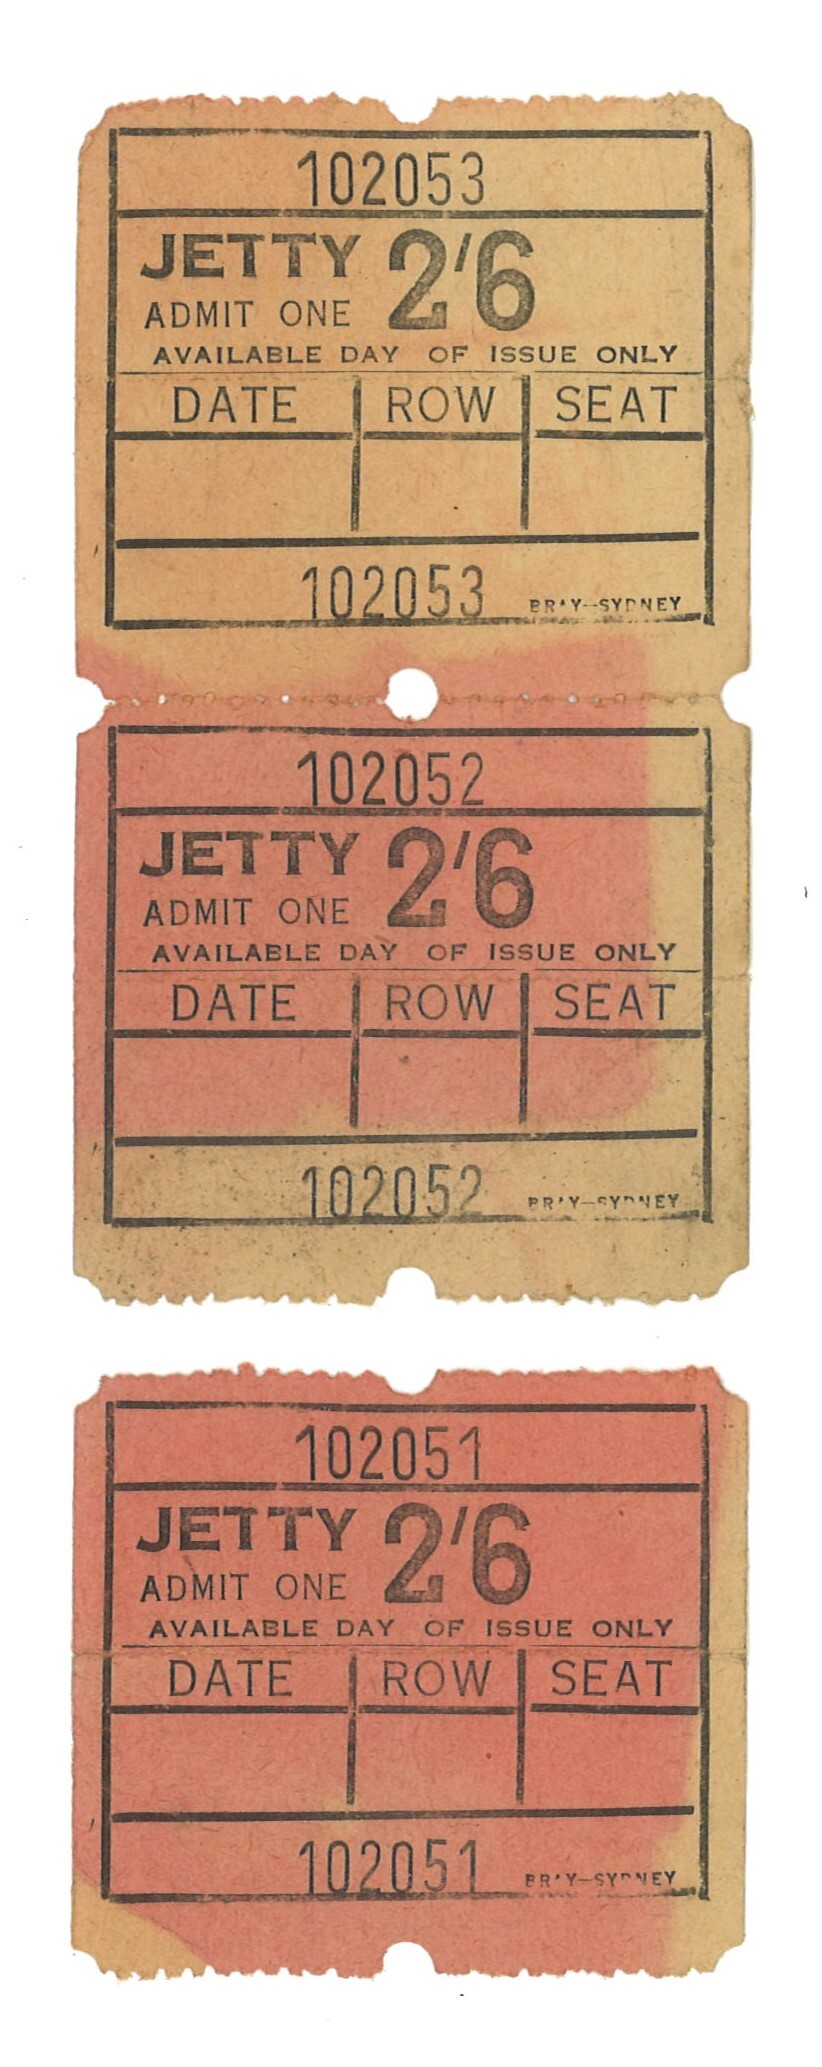 102053
JETTY 2'6
ADMIT ONE
AVAILABLE DAY OF ISSUE ONLY
DATE ROW SEAT
102053 BRAY-SYDNEY
102052
JETTY 2'6
ADMIT ONE
AVAILABLE DAY OF ISSUE ONLY
DATE ROW SEAT
102052 BRAY-SYDNEY
102051
JETTY 2'6
ADMIT ONE
AVAILABLE DAY OF ISSUE ONLY
DATE ROW SEAT
102051 BRAY-SYDNEY